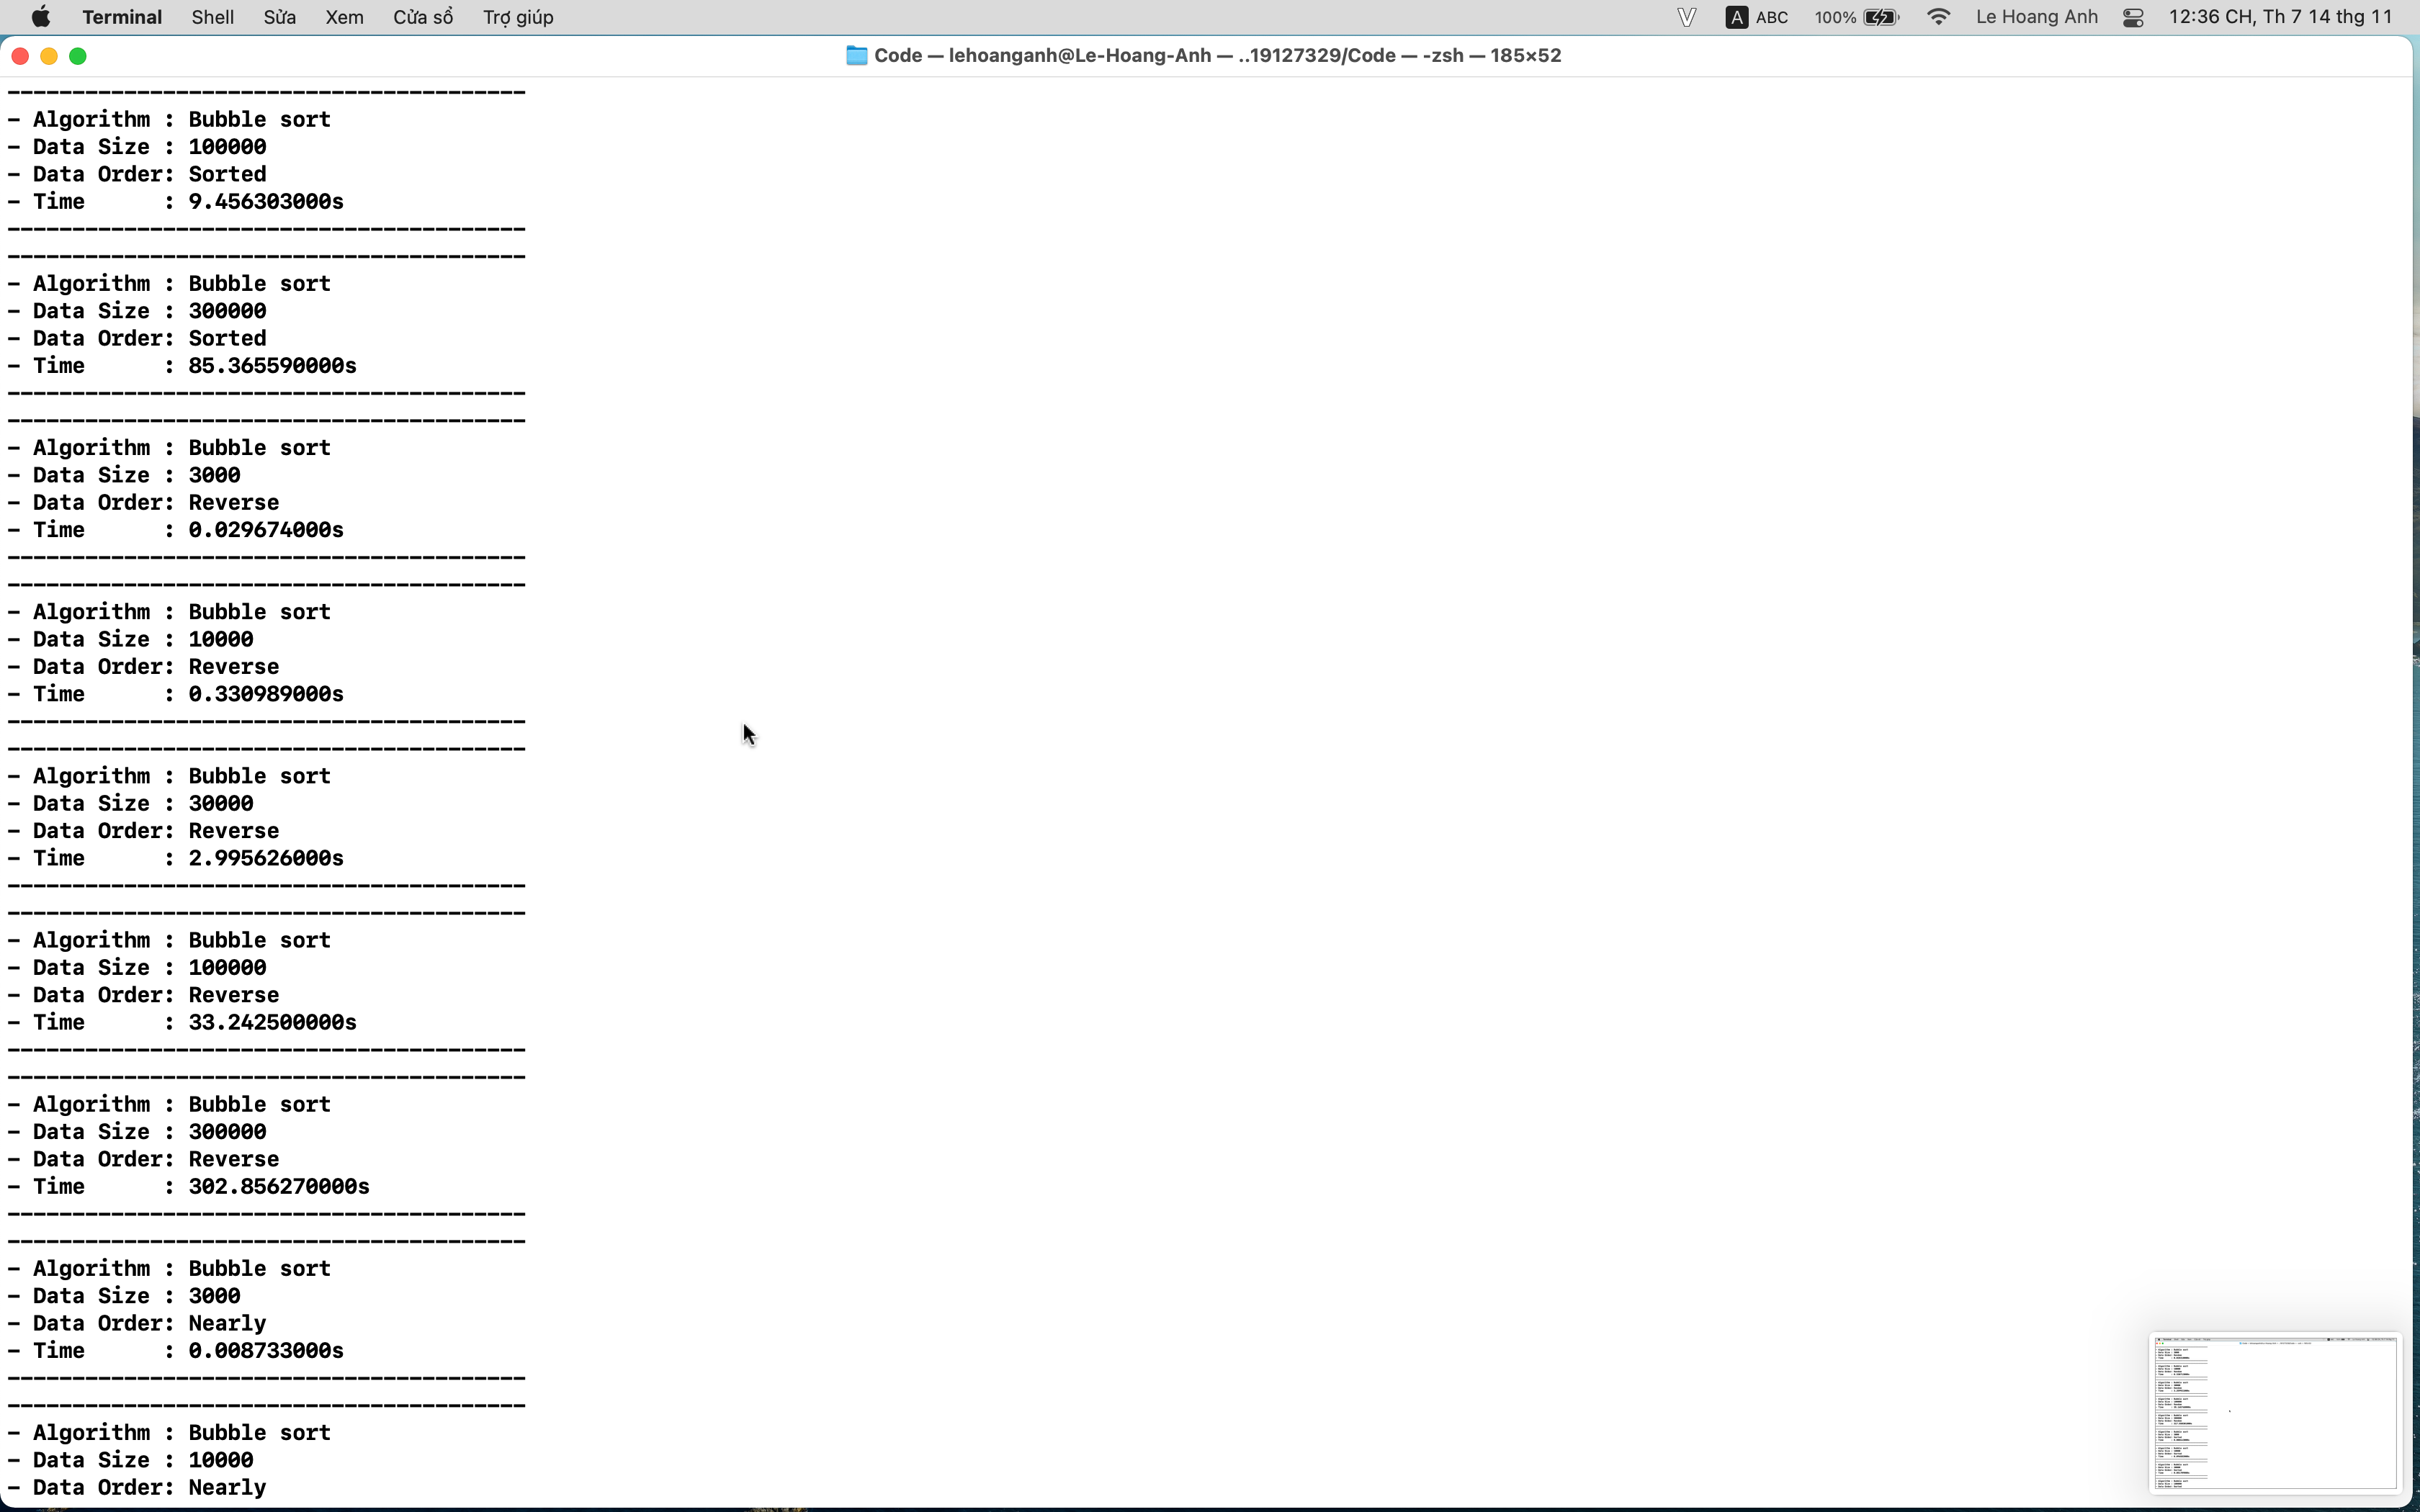 Terminal Shell Sửa Xem Cửa sổ Trợ giúp V A ABC 100% Le Hoang Anh 12:36 CH, Th 7 14 thg 11
Code — lehoanganh@Le-Hoang-Anh — ..19127329/Code — -zsh — 185×52
----------------------------------------
- Algorithm : Bubble sort
- Data Size : 100000
- Data Order: Sorted
- Time      : 9.456303000s
----------------------------------------
----------------------------------------
- Algorithm : Bubble sort
- Data Size : 300000
- Data Order: Sorted
- Time      : 85.365590000s
----------------------------------------
----------------------------------------
- Algorithm : Bubble sort
- Data Size : 3000
- Data Order: Reverse
- Time      : 0.029674000s
----------------------------------------
----------------------------------------
- Algorithm : Bubble sort
- Data Size : 10000
- Data Order: Reverse
- Time      : 0.330989000s
----------------------------------------
----------------------------------------
- Algorithm : Bubble sort
- Data Size : 30000
- Data Order: Reverse
- Time      : 2.995626000s
----------------------------------------
----------------------------------------
- Algorithm : Bubble sort
- Data Size : 100000
- Data Order: Reverse
- Time      : 33.242500000s
----------------------------------------
----------------------------------------
- Algorithm : Bubble sort
- Data Size : 300000
- Data Order: Reverse
- Time      : 302.856270000s
----------------------------------------
----------------------------------------
- Algorithm : Bubble sort
- Data Size : 3000
- Data Order: Nearly
- Time      : 0.008733000s
----------------------------------------
----------------------------------------
- Algorithm : Bubble sort
- Data Size : 10000
- Data Order: Nearly